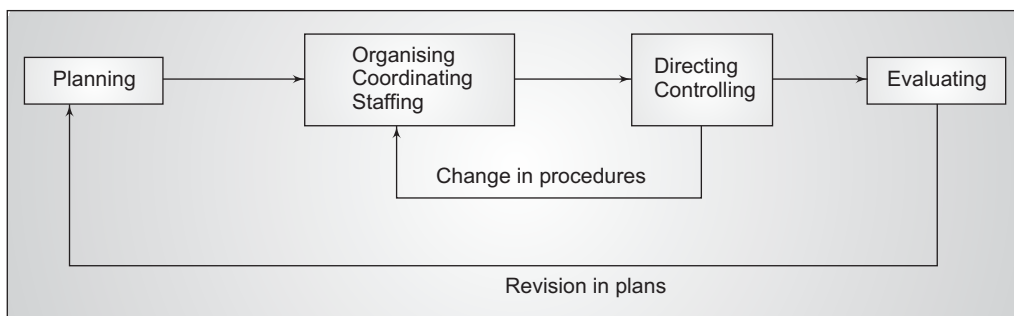 Planning
Organising
Coordinating
Staffing
Directing
Controlling
Evaluating
Change in procedures
Revision in plans